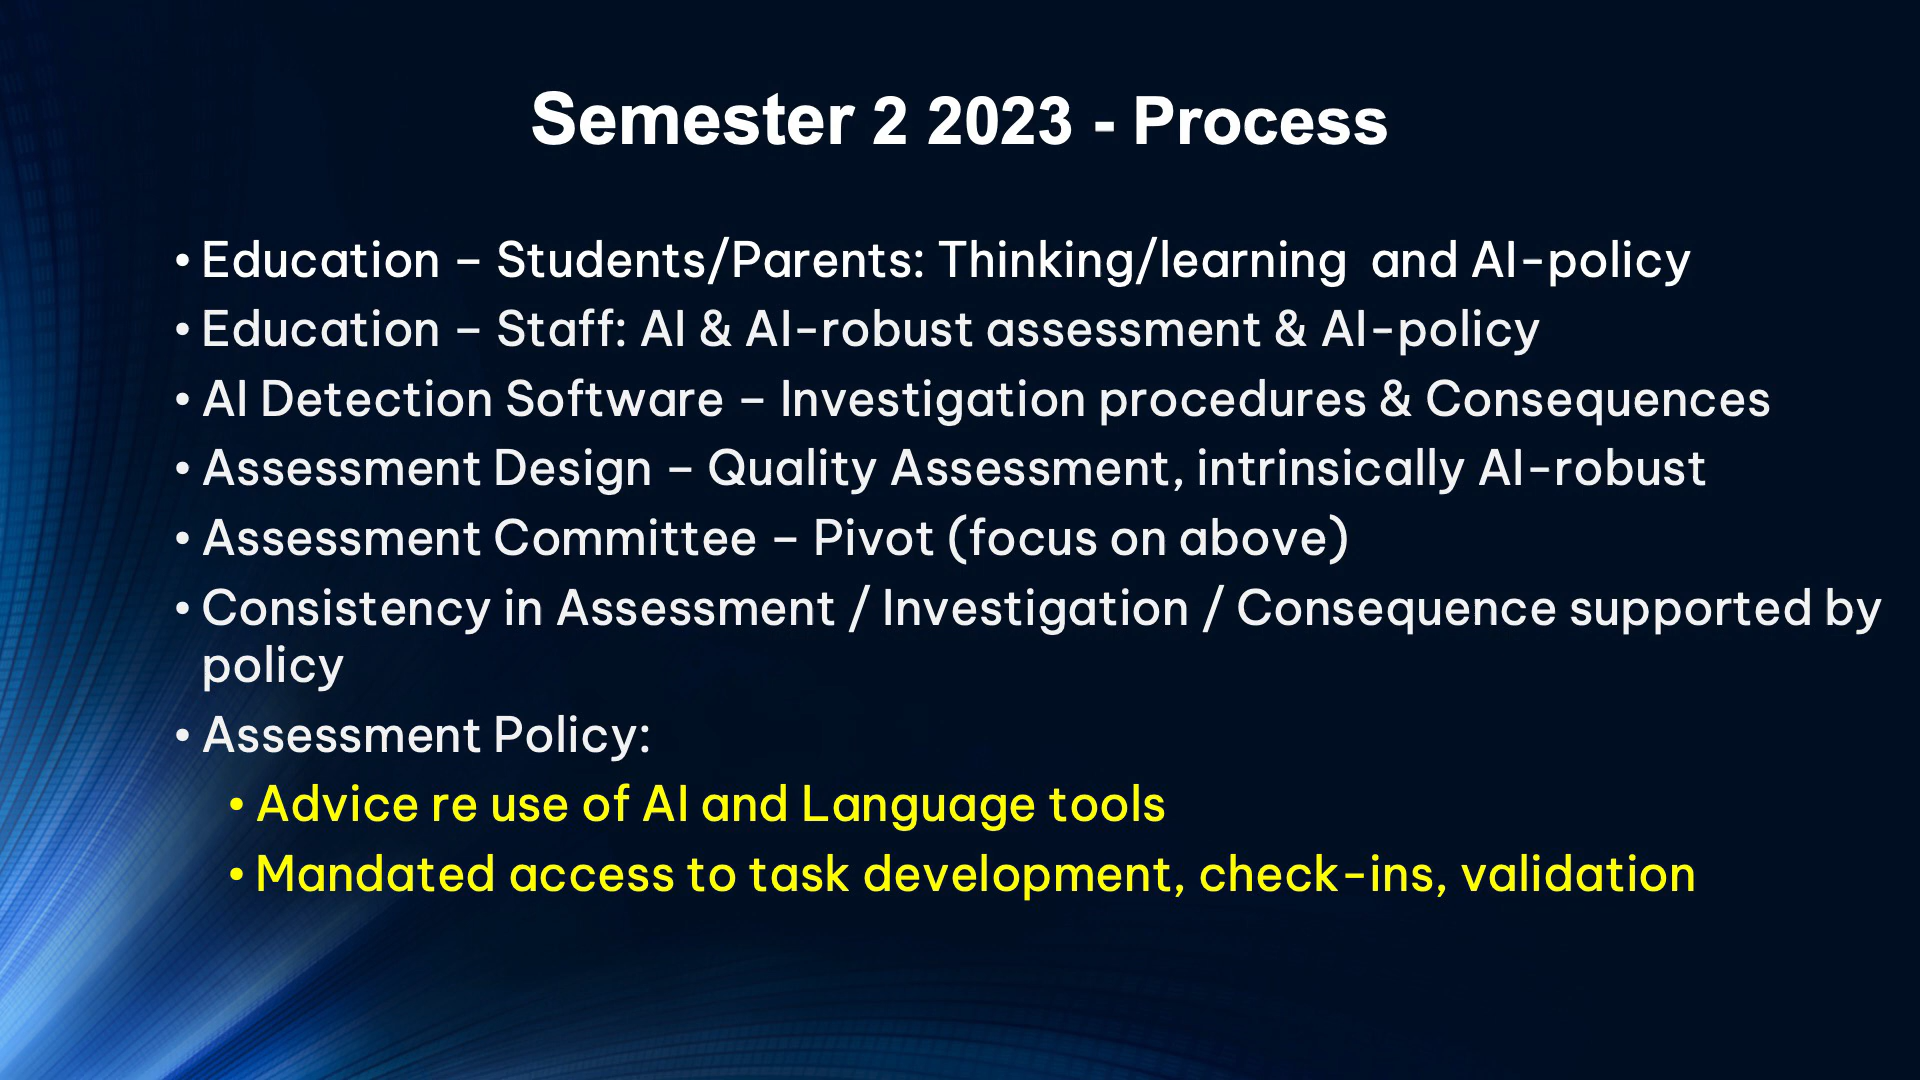 Semester 2 2023 - Process
• Education – Students/Parents: Thinking/learning  and AI-policy
• Education – Staff: AI & AI-robust assessment & AI-policy
• AI Detection Software – Investigation procedures & Consequences
• Assessment Design – Quality Assessment, intrinsically AI-robust
• Assessment Committee – Pivot (focus on above)
• Consistency in Assessment / Investigation / Consequence supported by
policy
• Assessment Policy:
• Advice re use of AI and Language tools
• Mandated access to task development, check-ins, validation